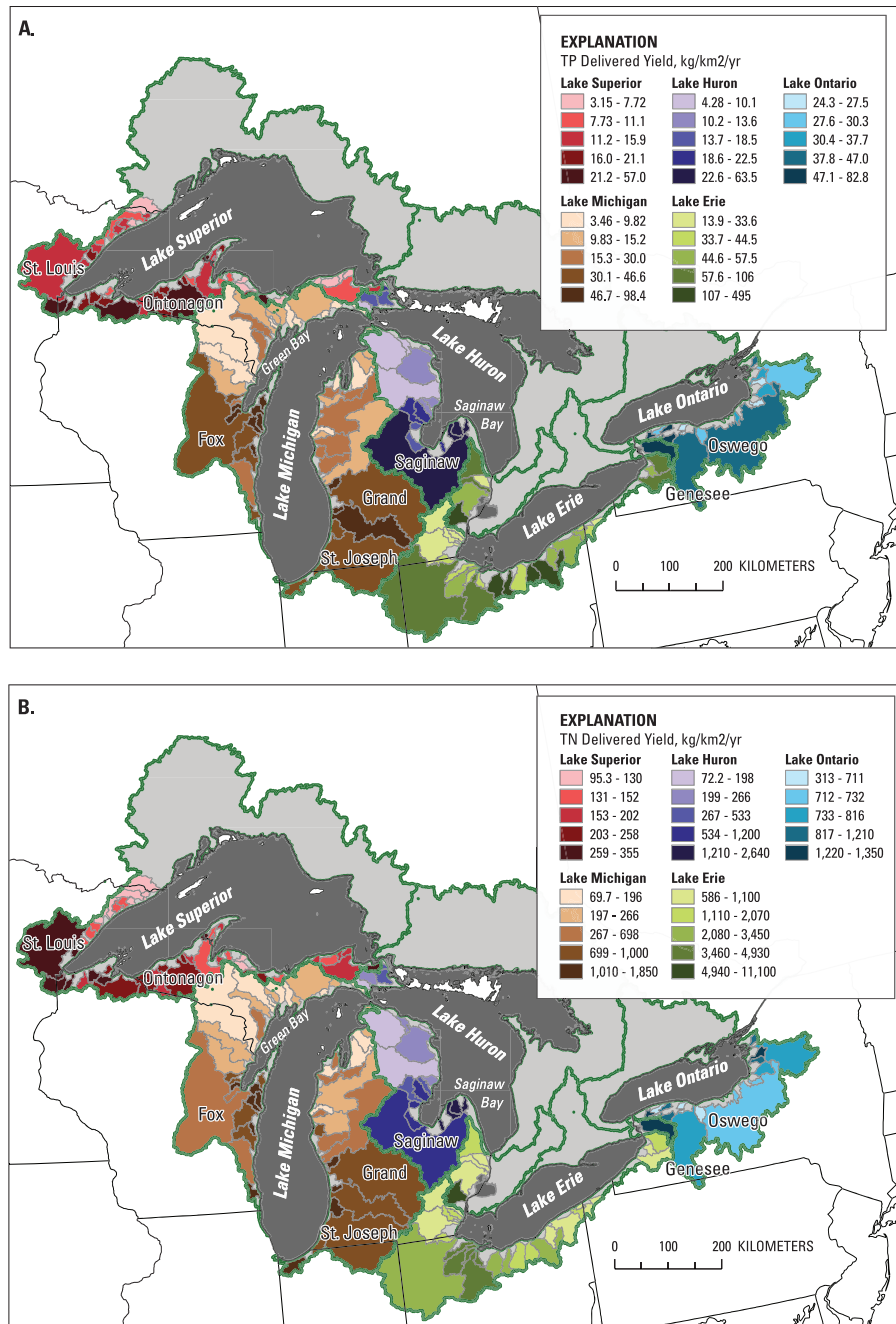 A.
EXPLANATION
TP Delivered Yield, kg/km2/yr
Lake Superior
3.15 - 7.72
7.73 - 11.1
11.2 - 15.9
16.0 - 21.1
21.2 - 57.0
Lake Huron
4.28 - 10.1
10.2 - 13.6
13.7 - 18.5
18.6 - 22.5
22.6 - 63.5
Lake Ontario
24.3 - 27.5
27.6 - 30.3
30.4 - 37.7
37.8 - 47.0
47.1 - 82.8
Lake Michigan
3.46 - 9.82
9.83 - 15.2
15.3 - 30.0
30.1 - 46.6
46.7 - 98.4
Lake Erie
13.9 - 33.6
33.7 - 44.5
44.6 - 57.5
57.6 - 106
107 - 495
Lake Superior
St. Louis
Ontonagon
Green Bay
Lake Huron
Saginaw
Bay
Lake Ontario
Fox
Lake Michigan
Saginaw
Oswego
Grand
Genesee
Lake Erie
St. Joseph
0 100 200 KILOMETERS
B.
EXPLANATION
TN Delivered Yield, kg/km2/yr
Lake Superior
95.3 - 130
131 - 152
153 - 202
203 - 258
259 - 355
Lake Huron
72.2 - 198
199 - 266
267 - 533
534 - 1,200
1,210 - 2,640
Lake Ontario
313 - 711
712 - 732
733 - 816
817 - 1,210
1,220 - 1,350
Lake Michigan
69.7 - 196
197 - 266
267 - 698
699 - 1,000
1,010 - 1,850
Lake Erie
586 - 1,100
1,110 - 2,070
2,080 - 3,450
3,460 - 4,930
4,940 - 11,100
Lake Superior
St. Louis
Ontonagon
Green Bay
Lake Huron
Saginaw
Bay
Lake Ontario
Fox
Lake Michigan
Saginaw
Oswego
Grand
Genesee
Lake Erie
St. Joseph
0 100 200 KILOMETERS